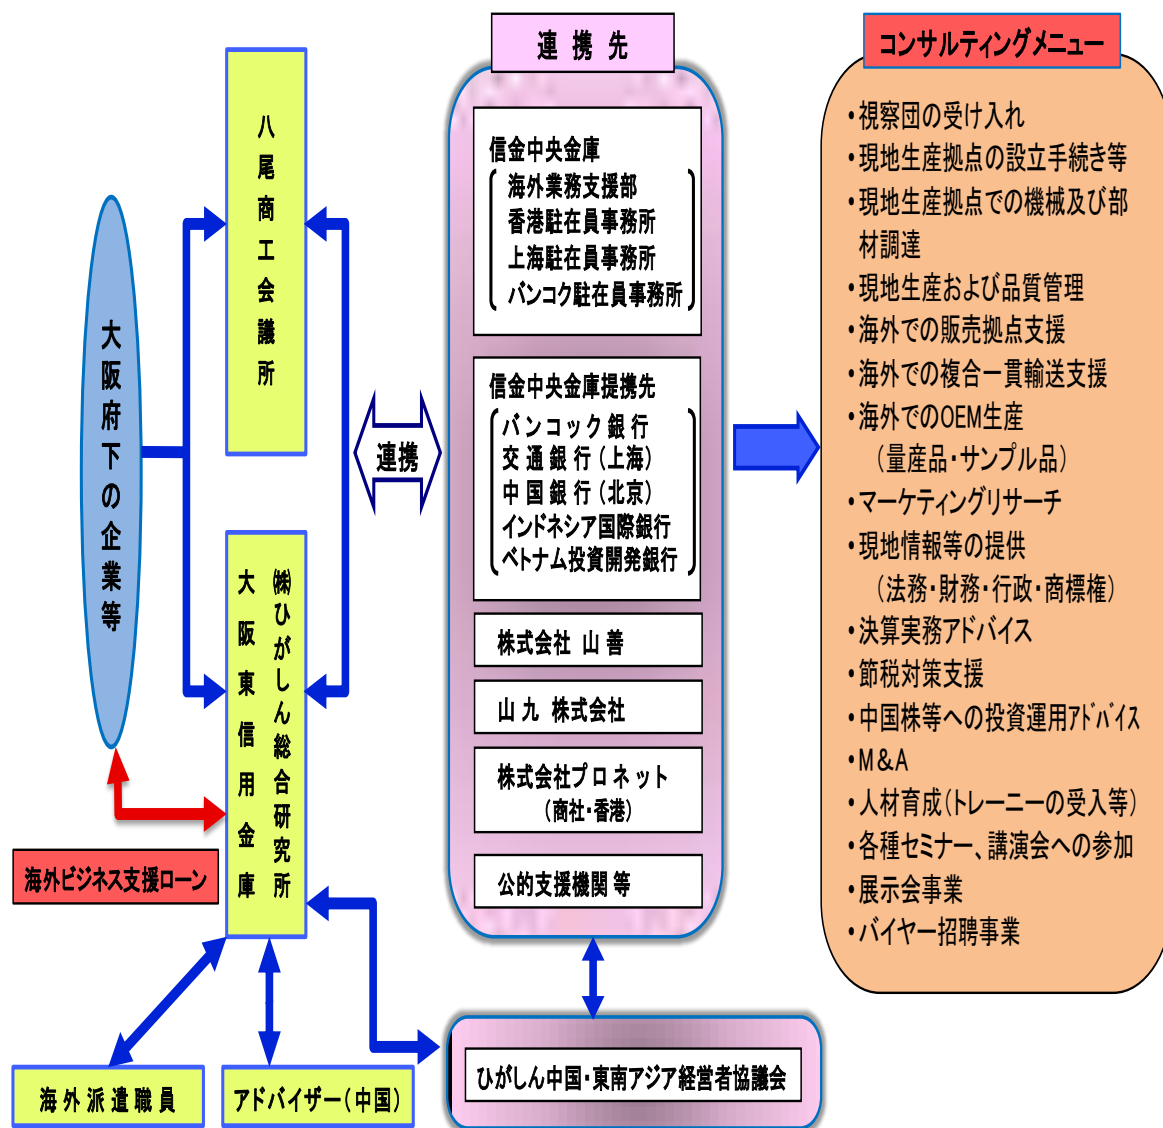 大阪府下の企業等
八尾商工会議所
㈱ひがしん総合研究所
大阪東信用金庫
海外ビジネス支援ローン
海外派遣職員
アドバイザー(中国)
連携
連携先
信金中央金庫
海外業務支援部
香港駐在員事務所
上海駐在員事務所
バンコク駐在員事務所
信金中央金庫提携先
バンコック銀行
交通銀行(上海)
中国銀行(北京)
インドネシア国際銀行
ベトナム投資開発銀行
株式会社 山善
山九 株式会社
株式会社プロネット
(商社・香港)
公的支援機関等
ひがしん中国・東南アジア経営者協議会
コンサルティングメニュー
・視察団の受け入れ
・現地生産拠点の設立手続き等
・現地生産拠点での機械及び部
材調達
・現地生産および品質管理
・海外での販売拠点支援
・海外での複合一貫輸送支援
・海外でのOEM生産
(量産品・サンプル品)
・マーケティングリサーチ
・現地情報等の提供
(法務・財務・行政・商標権)
・決算実務アドバイス
・節税対策支援
・中国株等への投資運用ｱﾄﾞﾊﾞｲｽ
・M&A
・人材育成(トレーニーの受入等)
・各種セミナー、講演会への参加
・展示会事業
・バイヤー招聘事業